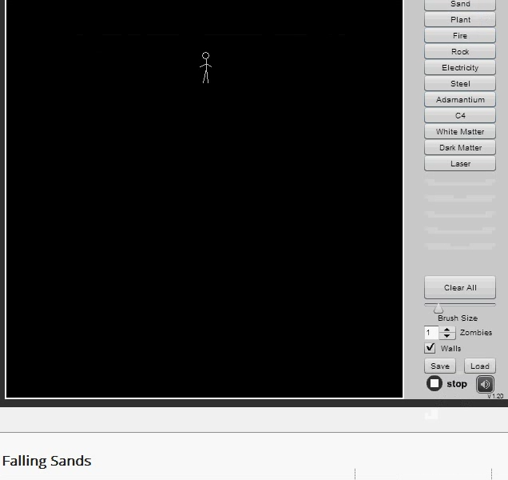 Sand
Plant
Fire
Rock
Electricity
Steel
Adamantium
C4
White Matter
Dark Matter
Laser
Clear All
Brush Size
1 Zombies
Walls
Save Load
stop
v 1.20
Falling Sands